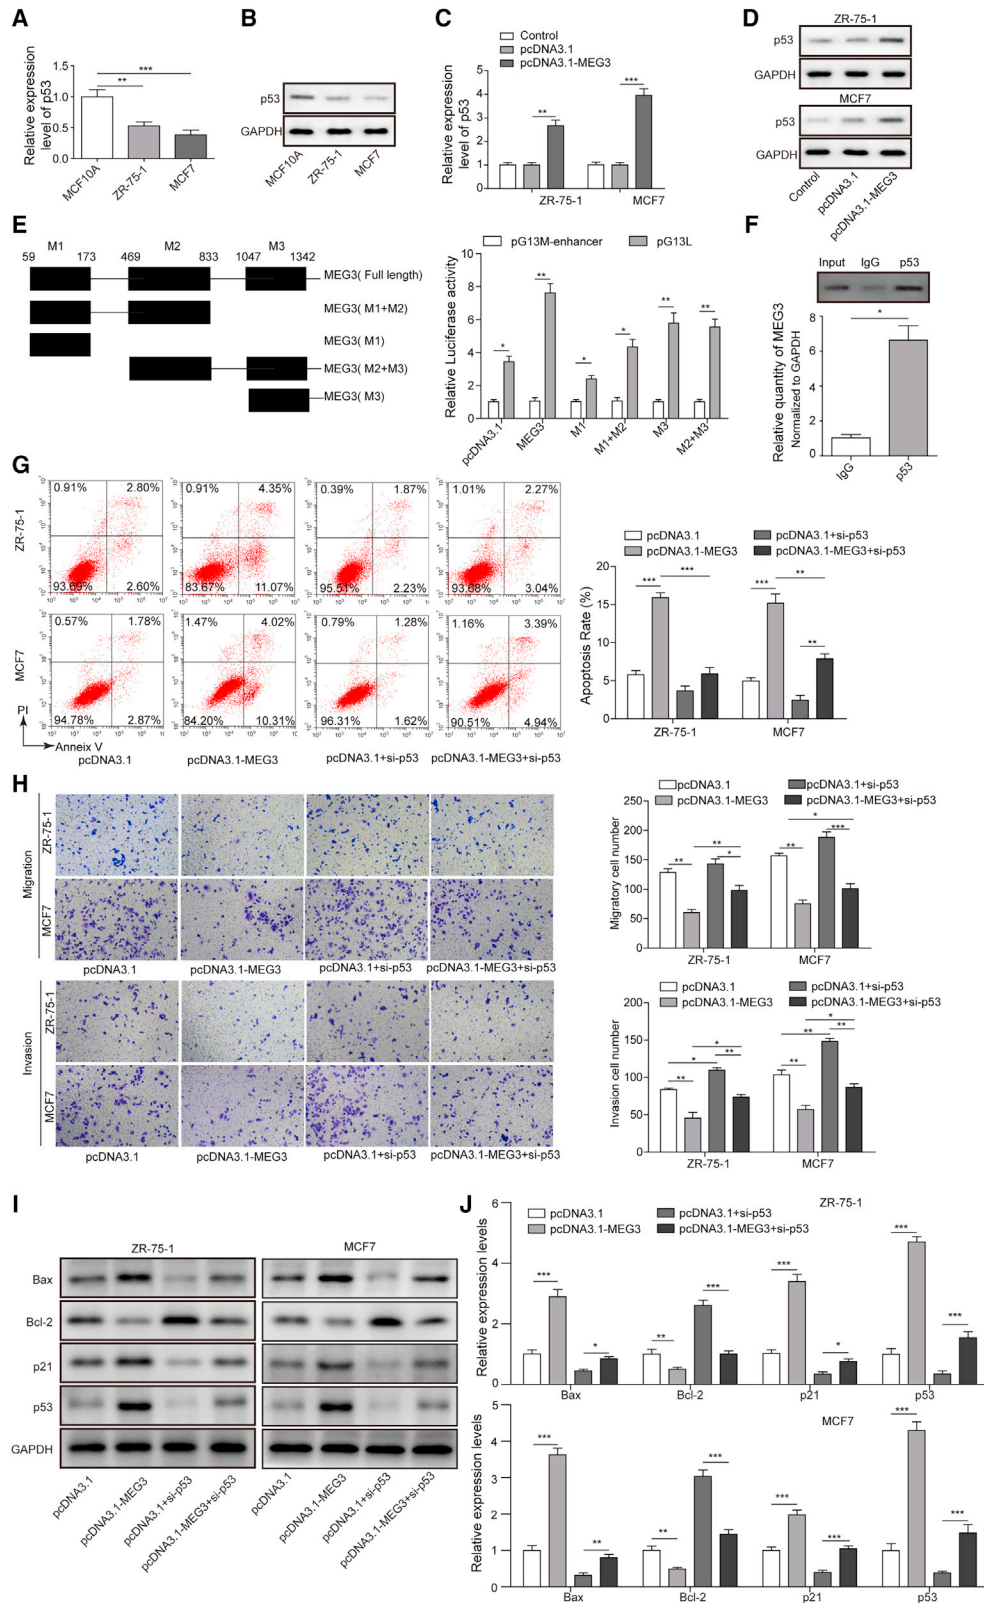 A
Relative expression
level of p53
1.5
1.0
0.5
0.0
**
***
MCF10A
ZR-75-1
MCF7
B
p53
GAPDH
MCF10A
ZR-75-1
MCF7
C
Control
pcDNA3.1
pcDNA3.1-MEG3
Relative expression
level of p53
5
4
3
2
1
0
**
***
ZR-75-1
MCF7
D
ZR-75-1
p53
GAPDH
MCF7
p53
GAPDH
Control
pcDNA3.1
pcDNA3.1-MEG3
E
M1 M2 M3
59 173 469 833 1047 1342
MEG3( Full length)
MEG3( M1+M2)
MEG3( M1)
MEG3( M2+M3)
MEG3( M3)
pG13M-enhancer pG13L
Relative Luciferase activity
10
8
6
4
2
0
* ** * * ** **
pcDNA3.1
MEG3
M1
M1+M2
M3
M2+M3
F
Input IgG p53
Relative quantity of MEG3
Normalized to GAPDH
8
6
4
2
0
*
IgG
p53
G
ZR-75-1
0.91% 2.80% 0.91% 4.35% 0.39% 1.87% 1.01% 2.27%
93.69% 2.60% 83.67% 11.07% 95.51% 2.23% 93.68% 3.04%
MCF7
0.57% 1.78% 1.47% 4.02% 0.79% 1.28% 1.16% 3.39%
94.78% 2.87% 84.20% 10.31% 96.31% 1.62% 90.51% 4.94%
PI
Anneix V
pcDNA3.1 pcDNA3.1-MEG3 pcDNA3.1+si-p53 pcDNA3.1-MEG3+si-p53
pcDNA3.1 pcDNA3.1+si-p53
pcDNA3.1-MEG3 pcDNA3.1-MEG3+si-p53
Apoptosis Rate (%)
20
15
10
5
0
*** *** *** ** **
ZR-75-1 MCF7
H
Migration
ZR-75-1
MCF7
pcDNA3.1 pcDNA3.1-MEG3 pcDNA3.1+si-p53 pcDNA3.1-MEG3+si-p53
Invasion
ZR-75-1
MCF7
pcDNA3.1 pcDNA3.1-MEG3 pcDNA3.1+si-p53 pcDNA3.1-MEG3+si-p53
pcDNA3.1 pcDNA3.1+si-p53
pcDNA3.1-MEG3 pcDNA3.1-MEG3+si-p53
Migratory cell number
250
200
150
100
50
0
** ** * ** * ***
ZR-75-1 MCF7
pcDNA3.1 pcDNA3.1+si-p53
pcDNA3.1-MEG3 pcDNA3.1-MEG3+si-p53
Invasion cell number
200
150
100
50
0
** * * ** ** ** * **
ZR-75-1 MCF7
I
ZR-75-1 MCF7
Bax
Bcl-2
p21
p53
GAPDH
pcDNA3.1
pcDNA3.1-MEG3
pcDNA3.1+si-p53
pcDNA3.1-MEG3+si-p53
pcDNA3.1
pcDNA3.1-MEG3
pcDNA3.1+si-p53
pcDNA3.1-MEG3+si-p53
J
ZR-75-1
pcDNA3.1 pcDNA3.1+si-p53
pcDNA3.1-MEG3 pcDNA3.1-MEG3+si-p53
Relative expression levels
6
4
2
0
*** * ** *** *** * *** ***
Bax Bcl-2 p21 p53
MCF7
Relative expression levels
5
4
3
2
1
0
*** ** ** *** *** *** *** ***
Bax Bcl-2 p21 p53